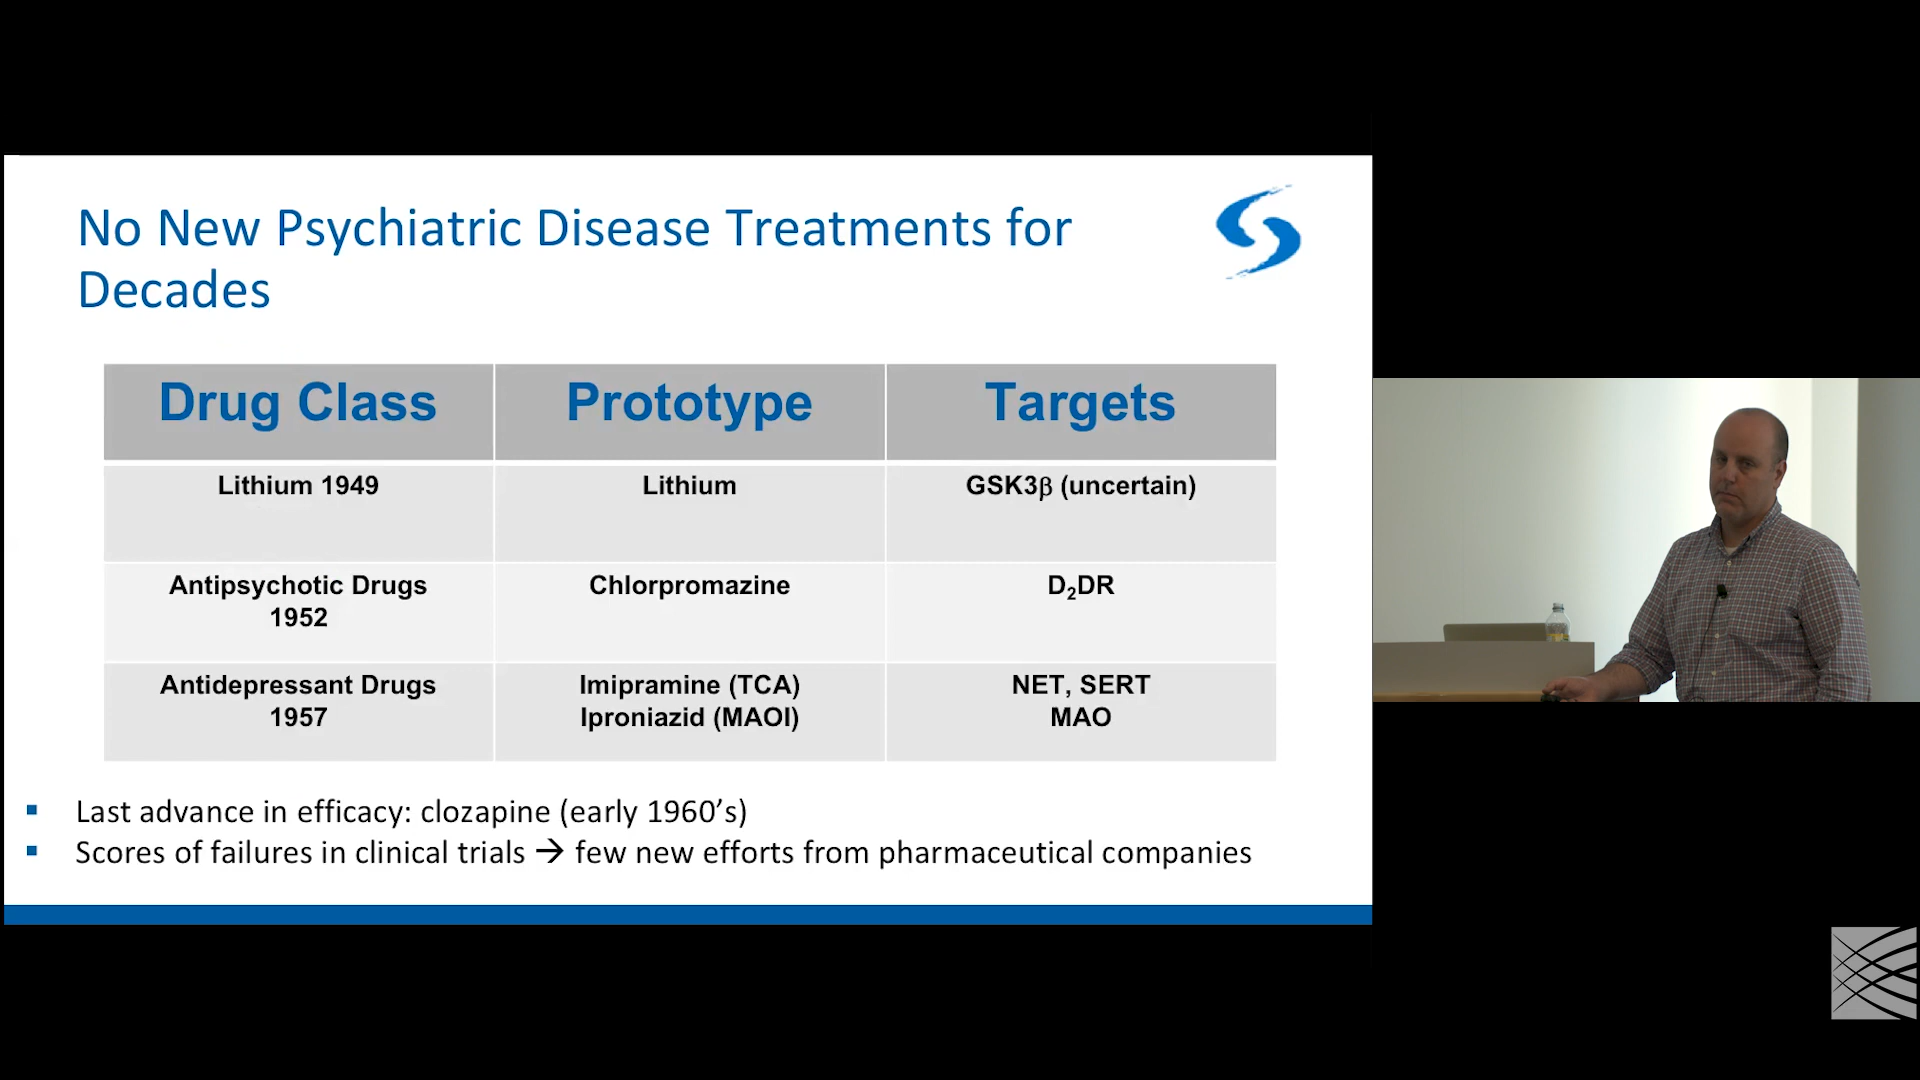 No New Psychiatric Disease Treatments for
Decades
Drug Class Prototype Targets
Lithium 1949 Lithium GSK3β (uncertain)
Antipsychotic Drugs Chlorpromazine D₂DR
1952
Antidepressant Drugs Imipramine (TCA) NET, SERT
1957 Iproniazid (MAOI) MAO
▪ Last advance in efficacy: clozapine (early 1960’s)
▪ Scores of failures in clinical trials → few new efforts from pharmaceutical companies